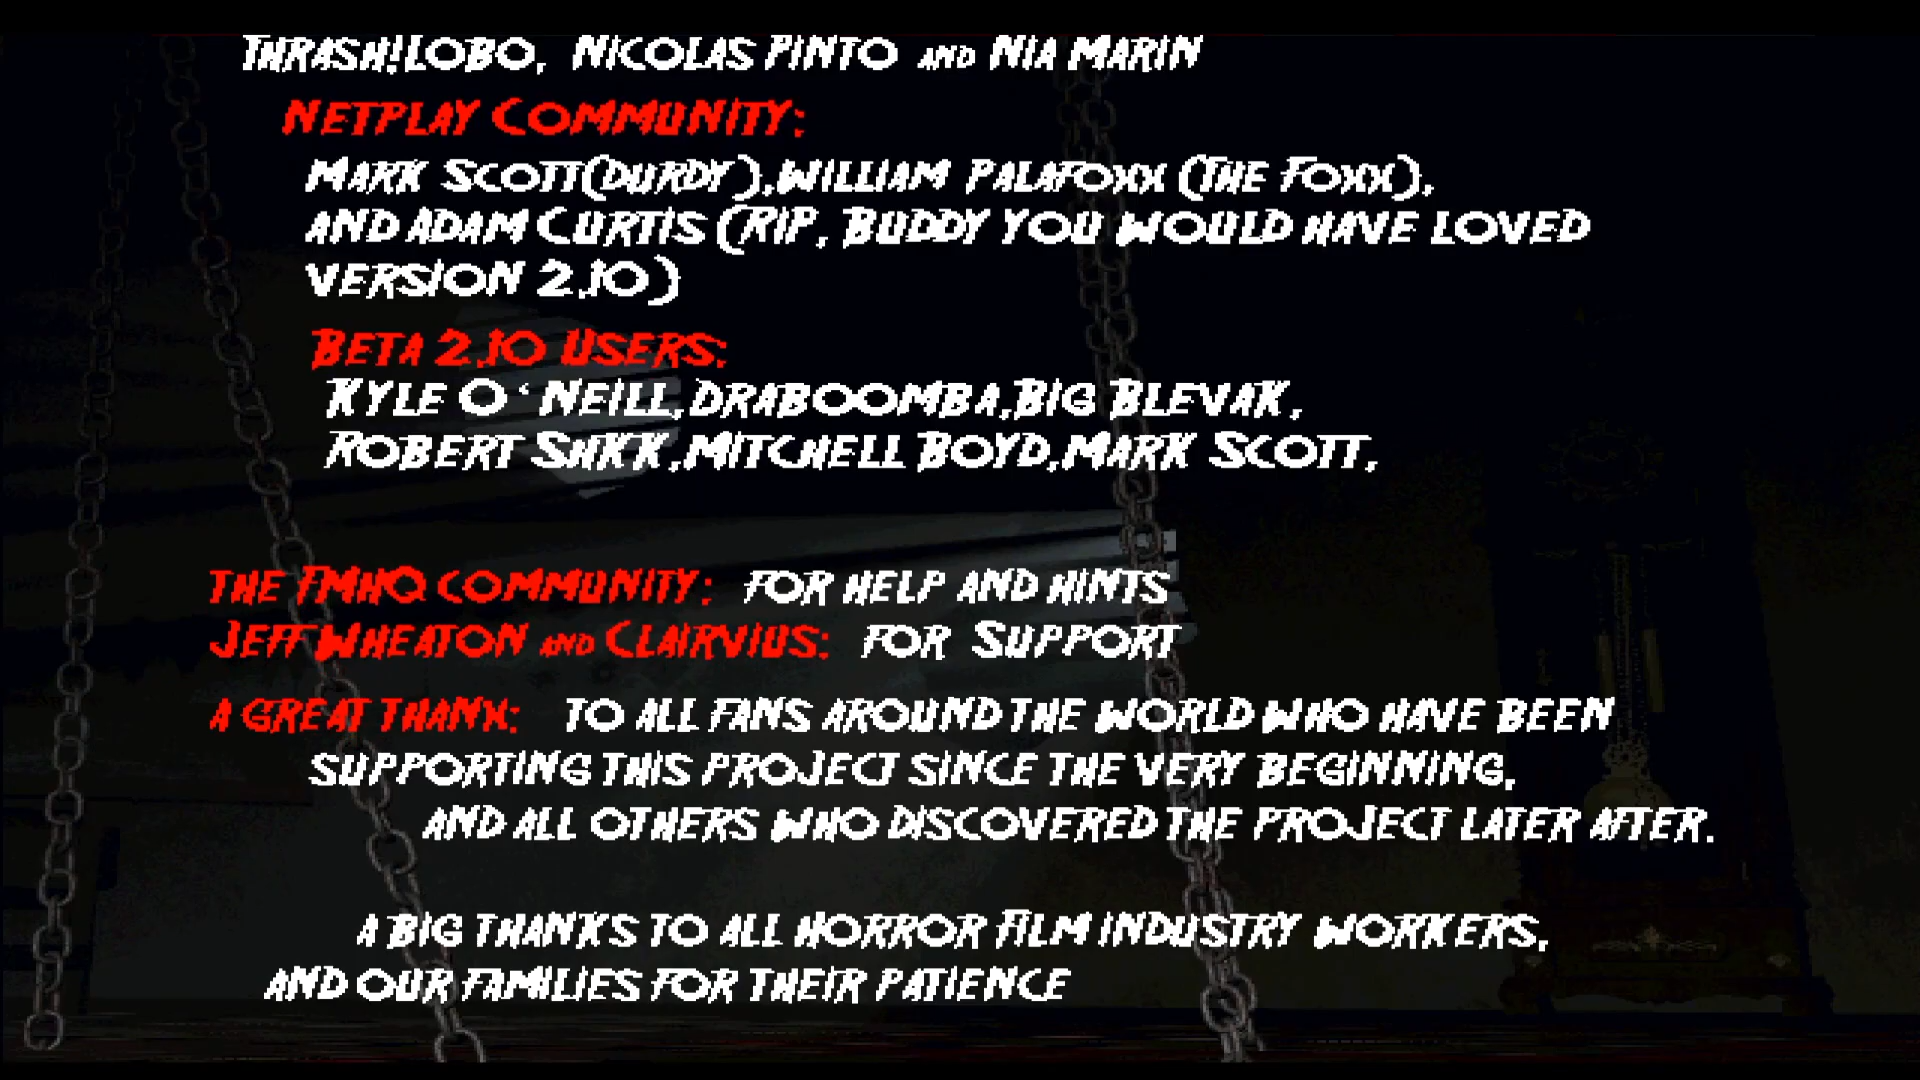 THRASH!LOBO, NICOLAS PINTO AND NIA MARIN
NETPLAY COMMUNITY:
MARK SCOTT(DURDY),WILLIAM PALAFOXX (THE FOXX),
AND ADAM CURTIS (RIP, BUDDY YOU WOULD HAVE LOVED
VERSION 2.10)
BETA 2.10 USERS:
KYLE O'NEILL,DRABOOMBA,BIG BLEVAK,
ROBERT SHKK,MITCHELL BOYD,MARK SCOTT,
THE FMHQ COMMUNITY: FOR HELP AND HINTS
JEFF WHEATON AND CLAIRVIUS: FOR SUPPORT
A GREAT THANX: TO ALL FANS AROUND THE WORLD WHO HAVE BEEN
SUPPORTING THIS PROJECT SINCE THE VERY BEGINNING,
AND ALL OTHERS WHO DISCOVERED THE PROJECT LATER AFTER.
A BIG THANKS TO ALL HORROR FILM INDUSTRY WORKERS,
AND OUR FAMILIES FOR THEIR PATIENCE